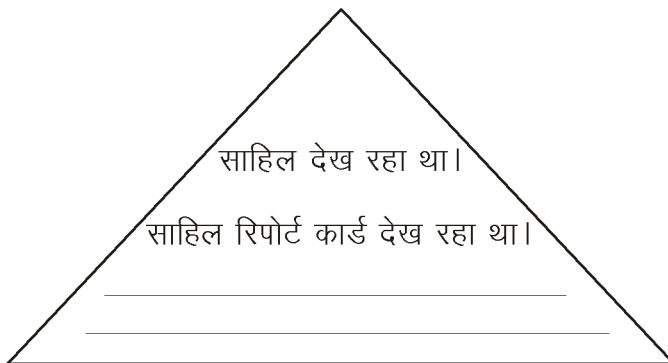 साहिल देख रहा था।
साहिल रिपोर्ट कार्ड देख रहा था।